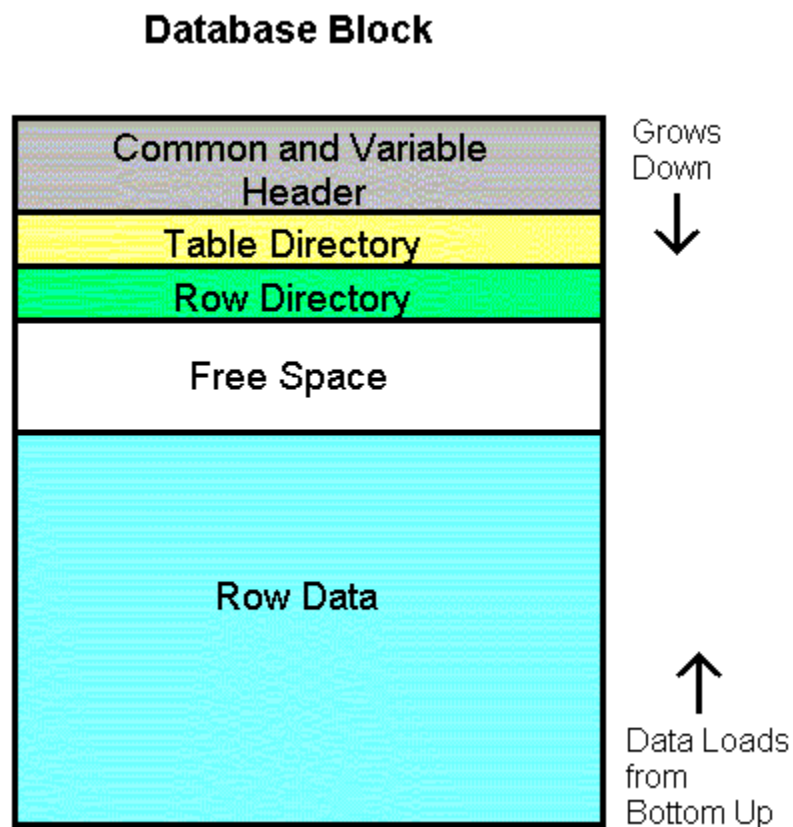 Database Block
Common and Variable
Header
Grows
Down
Table Directory
Row Directory
Free Space
Row Data
Data Loads
from
Bottom Up